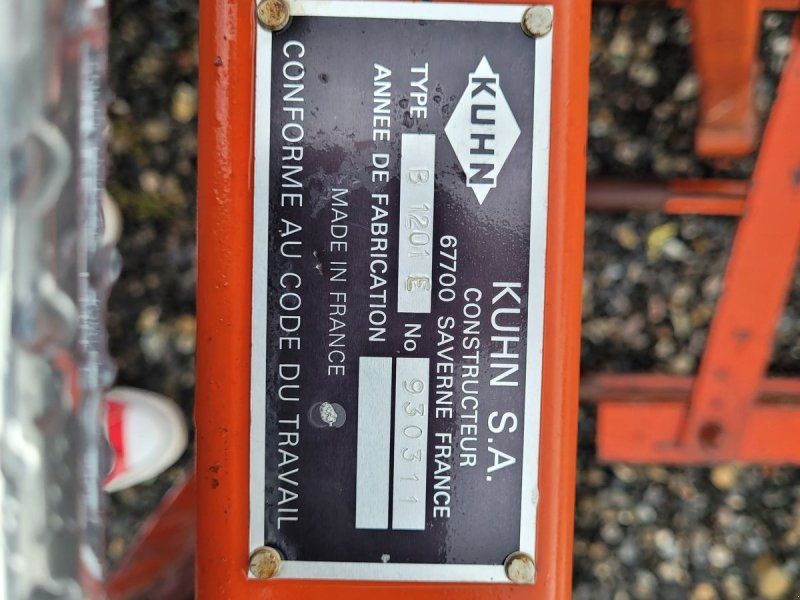 KUHN
KUHN S.A.
CONSTRUCTEUR
67700 SAVERNE FRANCE
TYPE B 1201 E No 930311
ANNEE DE FABRICATION
MADE IN FRANCE
CONFORME AU CODE DU TRAVAIL